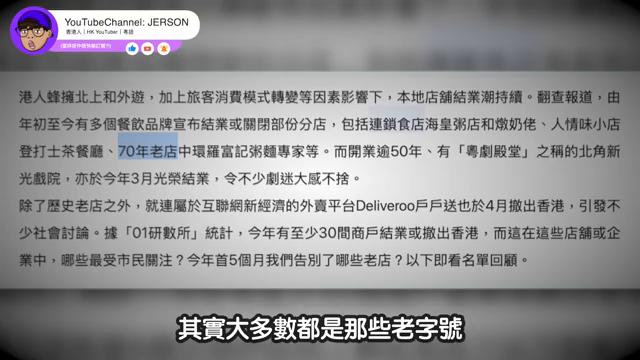 YouTubeChannel: JERSON
香港人｜HK YouTuber｜粵語
港人蜂擁北上和外遊，加上旅客消費模式轉變等因素影響下，本地店舖結業潮持續。翻查報道，由
年初至今有多個餐飲品牌宣布結業或關閉部份分店，包括連鎖食店海皇粥店和燉奶佬、人情味小店
登打士茶餐廳、70年老店中環羅富記粥麵專家等。而開業逾50年、有「粵劇殿堂」之稱的北角新
光戲院，亦於今年3月光榮結業，令不少劇迷大感不捨。
除了歷史老店之外，就連屬於互聯網新經濟的外賣平台Deliveroo戶戶送也於4月撤出香港，引發不
少社會討論。據「01研數所」統計，今年有至少30間商戶結業或撤出香港，而這在這些店舖或企
業中，哪些最受市民關注？今年首5個月我們告別了哪些老店？以下即看名單回顧。
其實大多數都是那些老字號